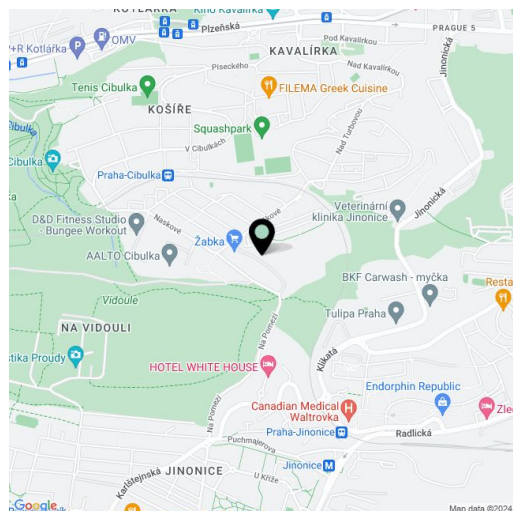 KOTLÁŘKA
Kino Kavalírka
Plzeňská
OMV
P+R Kotlářka
PRAGUE 5
Pod Kavalírkou
KAVALÍRKA
Píseckého
Nad Kavalírkou
Jinonická
Tenis Cibulka
FILEMA Greek Cuisine
KOŠÍŘE
Squashpark
Cibulka
V Cibulkách
Nad Turbovou
Cibulka
Praha-Cibulka
Naskové
Veterinární
klinika Jinonice
Jinonická
D&D Fitness Studio
- Bungee Workout
Naskové
Žabka
AALTO Cibulka
BKF Carwash - myčka
Vidoule
Resta
Tulipa Praha
NA VIDOULI
Na Pomezí
Klikatá
stika Proudy
HOTEL WHITE HOUSE
Endorphin Republic
Canadian Medical
Waltrovka
Zle
Na Pomezí
Praha-Jinonice
Radlická
Puchmajerova
Jinonice
Karlštejnská
JINONICE
U Kříže
Google
Map data ©2024